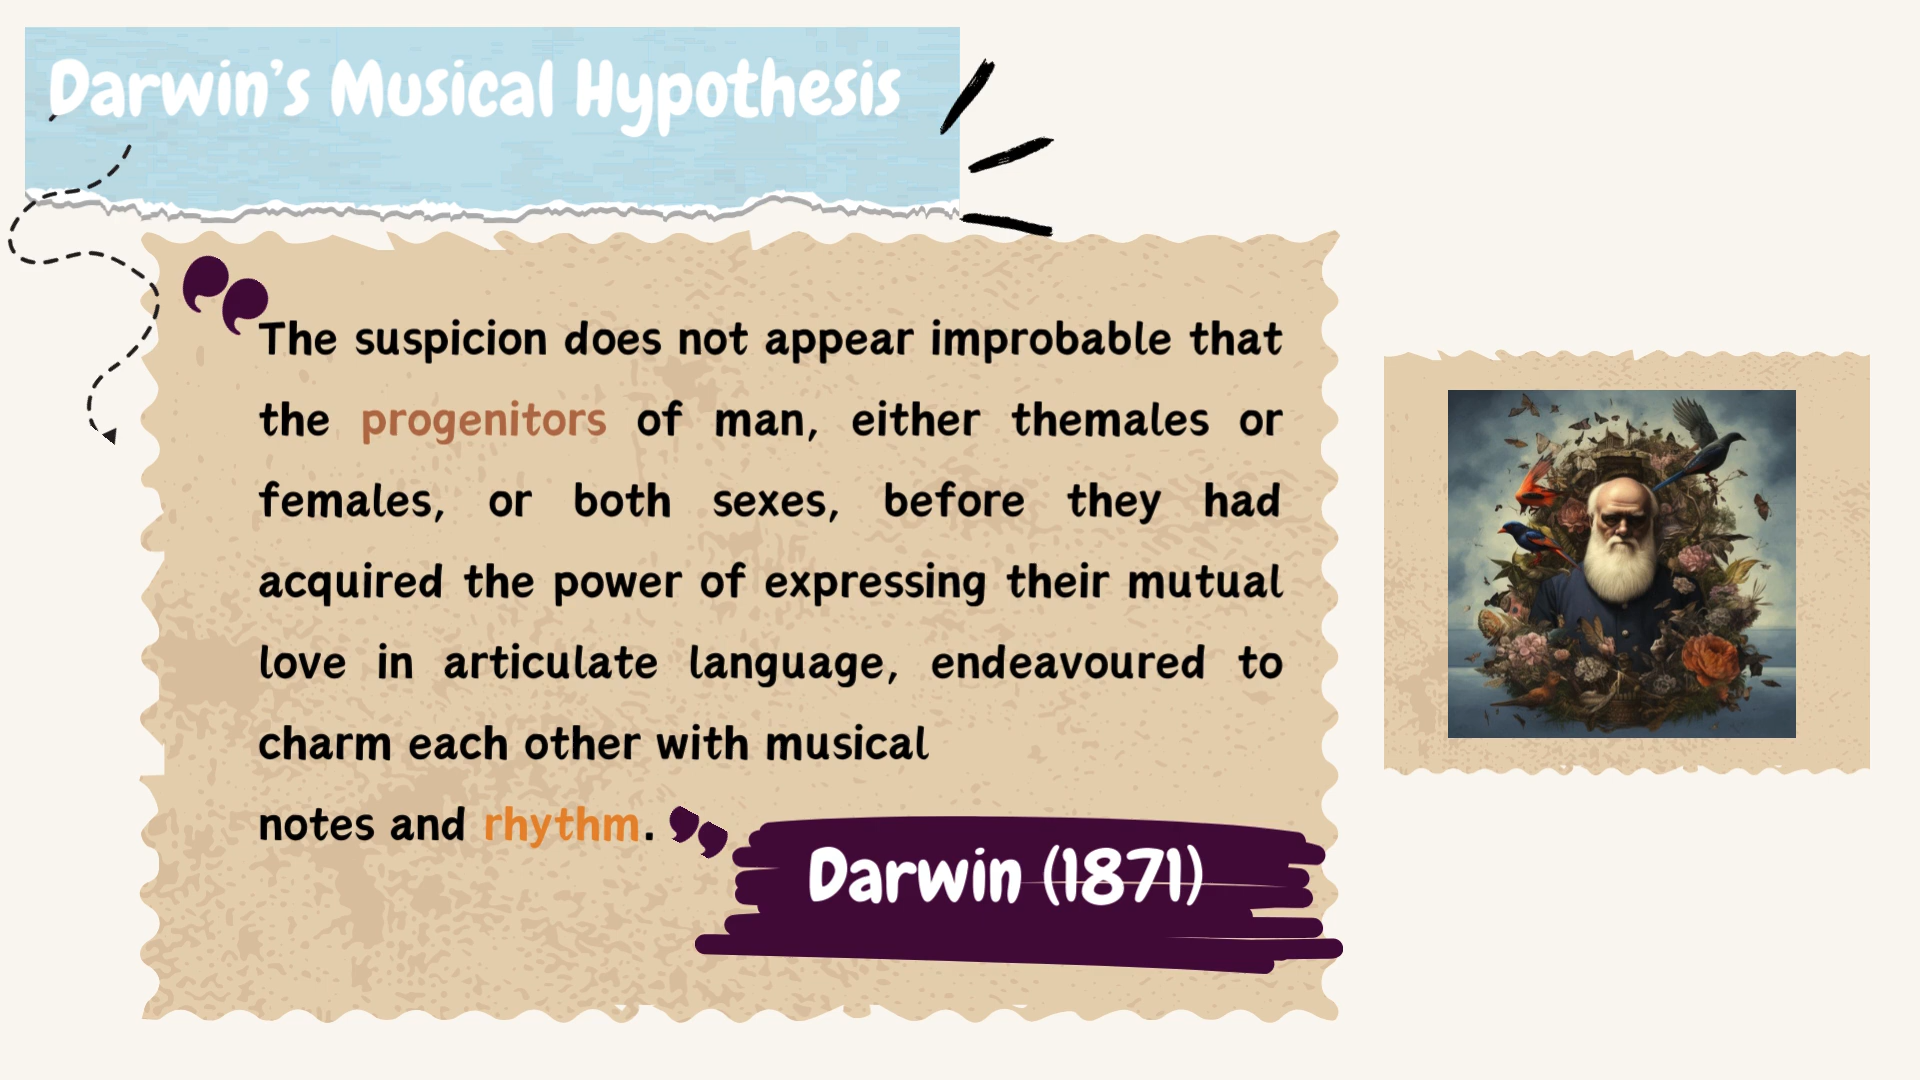 Darwin's Musical Hypothesis
The suspicion does not appear improbable that
the progenitors of man, either themales or
females, or both sexes, before they had
acquired the power of expressing their mutual
love in articulate language, endeavoured to
charm each other with musical
notes and rhythm.
Darwin (1871)